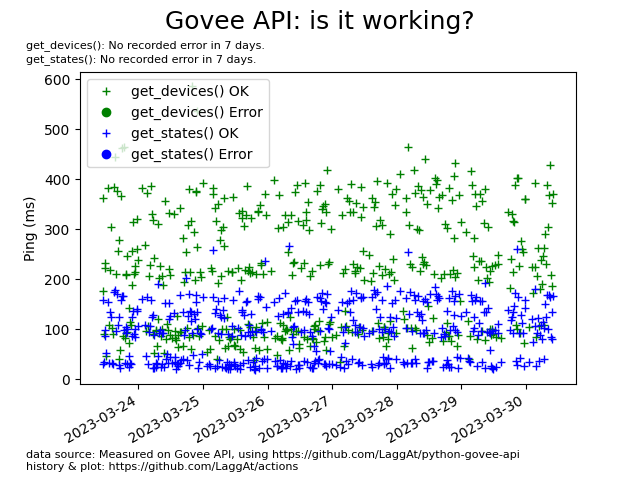 Govee API: is it working?
get_devices(): No recorded error in 7 days.
get_states(): No recorded error in 7 days.
600
500
400
300
200
100
0
Ping (ms)
get_devices() OK
get_devices() Error
get_states() OK
get_states() Error
2023-03-24
2023-03-25
2023-03-26
2023-03-27
2023-03-28
2023-03-29
2023-03-30
data source: Measured on Govee API, using https://github.com/LaggAt/python-govee-api
history & plot: https://github.com/LaggAt/actions